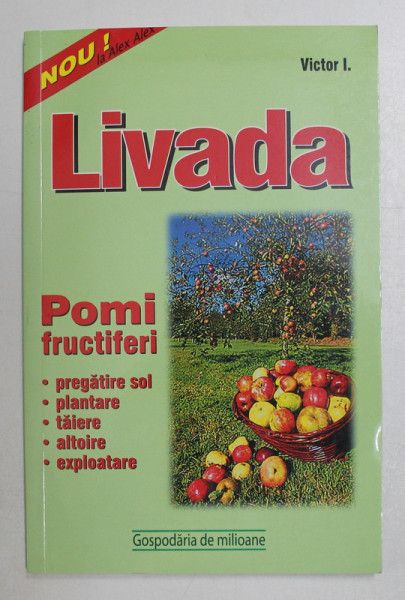 NOU !
la Alex Alex
Victor I.
Livada
Pomi
fructiferi
• pregătire sol
• plantare
• tăiere
• altoire
• exploatare
Gospodăria de milioane